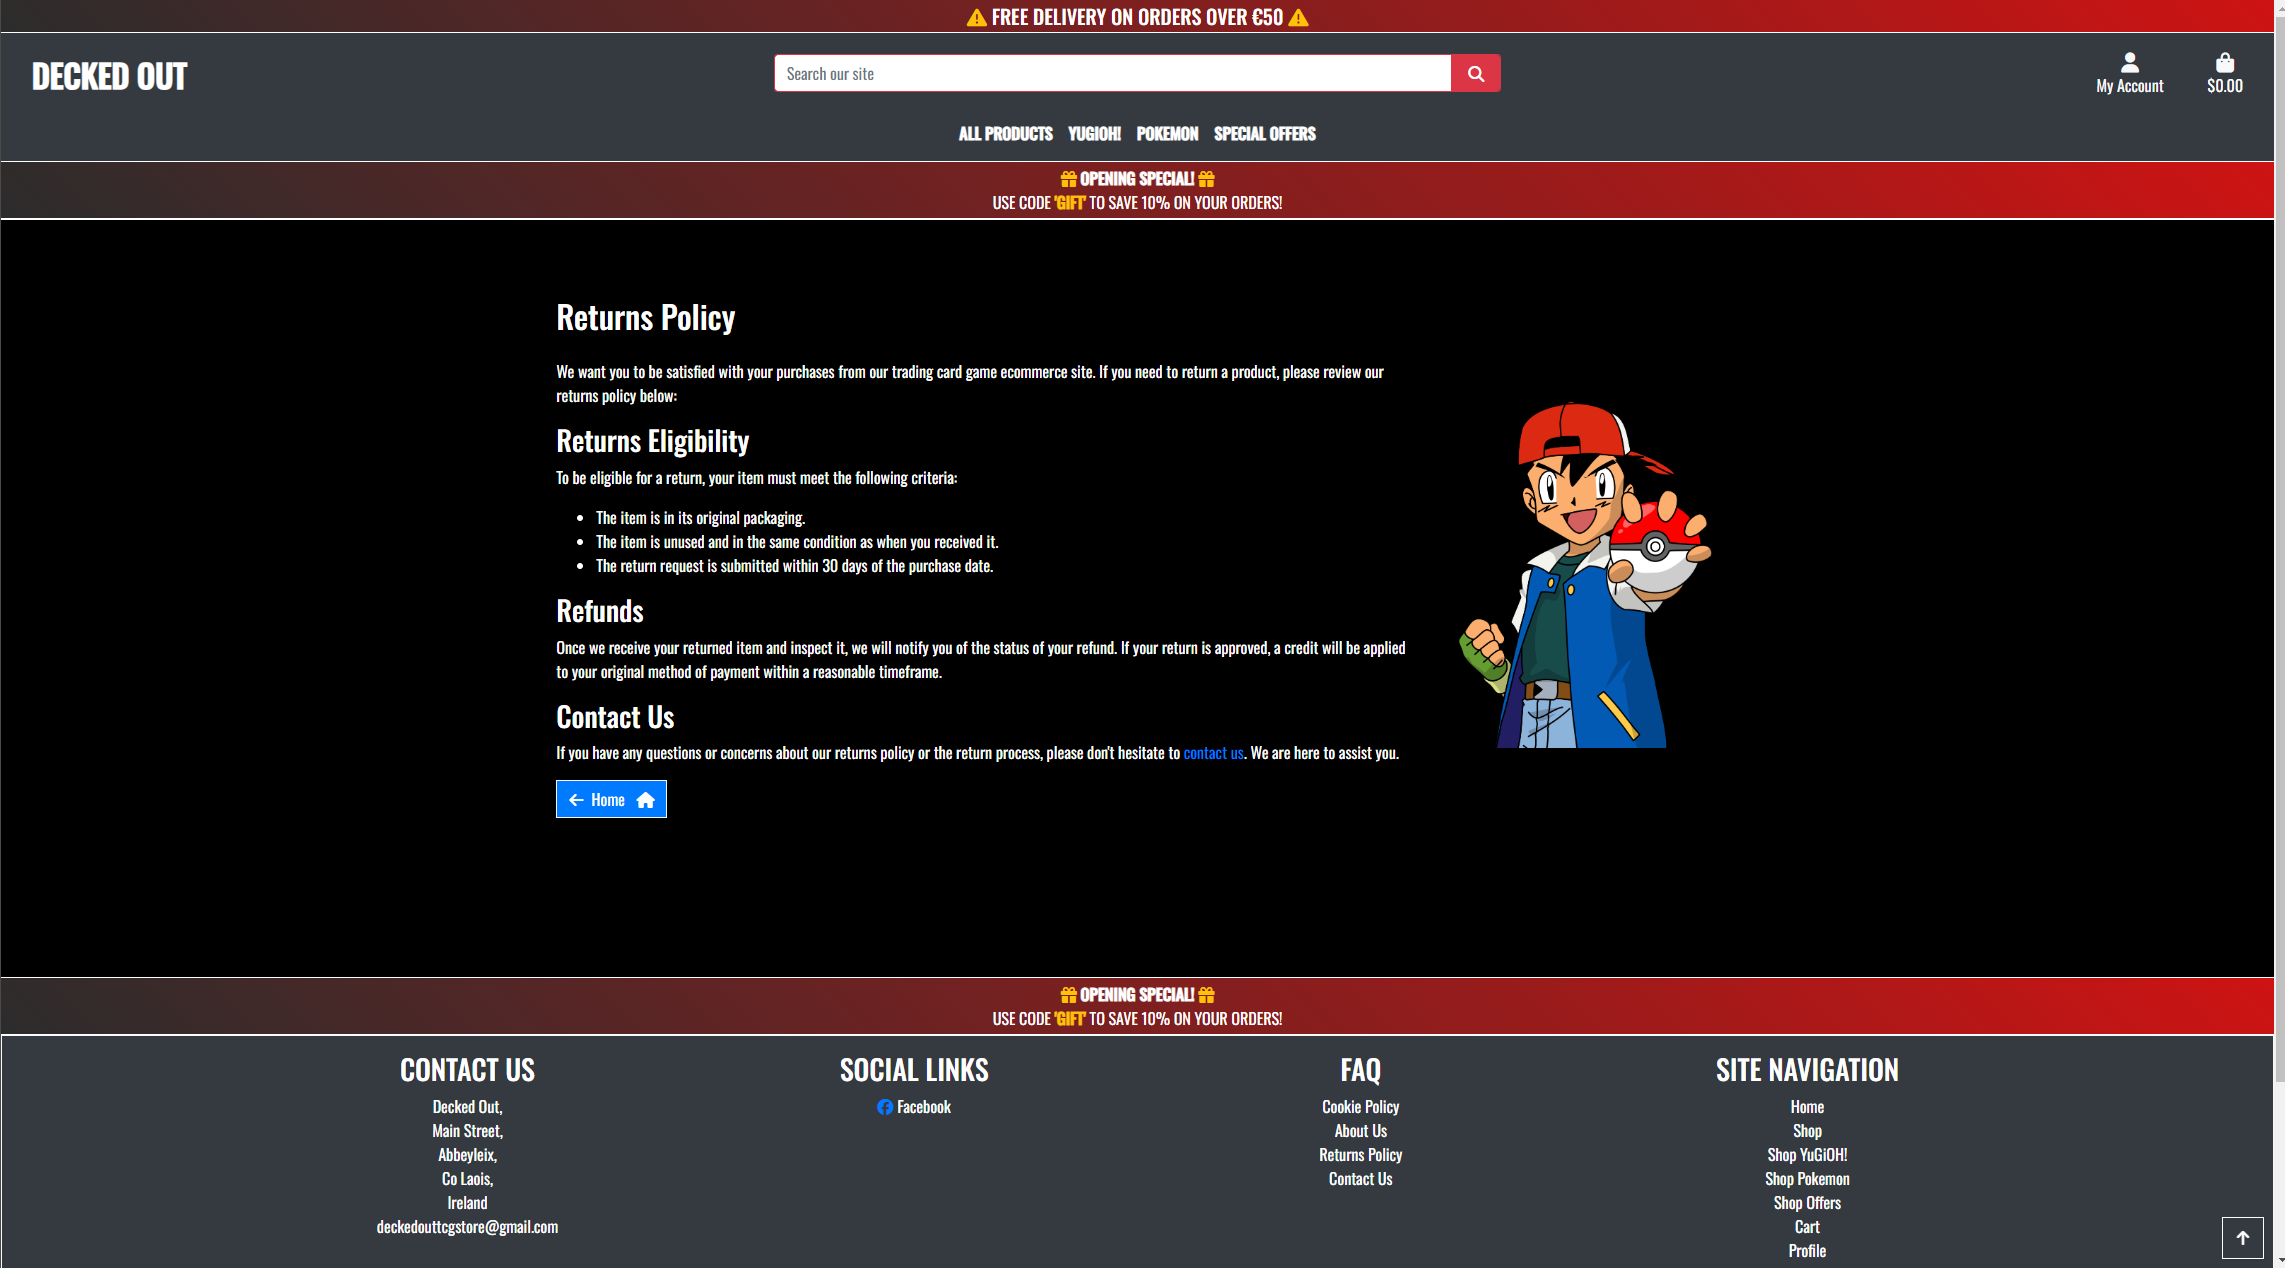 FREE DELIVERY ON ORDERS OVER €50
DECKED OUT
Search our site
My Account
$0.00
ALL PRODUCTS YUGIOH! POKEMON SPECIAL OFFERS
OPENING SPECIAL!
USE CODE 'GIFT' TO SAVE 10% ON YOUR ORDERS!
Returns Policy
We want you to be satisfied with your purchases from our trading card game ecommerce site. If you need to return a product, please review our
returns policy below:
Returns Eligibility
To be eligible for a return, your item must meet the following criteria:
• The item is in its original packaging.
• The item is unused and in the same condition as when you received it.
• The return request is submitted within 30 days of the purchase date.
Refunds
Once we receive your returned item and inspect it, we will notify you of the status of your refund. If your return is approved, a credit will be applied
to your original method of payment within a reasonable timeframe.
Contact Us
If you have any questions or concerns about our returns policy or the return process, please don't hesitate to contact us. We are here to assist you.
Home
OPENING SPECIAL!
USE CODE 'GIFT' TO SAVE 10% ON YOUR ORDERS!
CONTACT US
Decked Out,
Main Street,
Abbeyleix,
Co Laois,
Ireland
deckedouttcgstore@gmail.com
SOCIAL LINKS
Facebook
FAQ
Cookie Policy
About Us
Returns Policy
Contact Us
SITE NAVIGATION
Home
Shop
Shop YuGiOH!
Shop Pokemon
Shop Offers
Cart
Profile